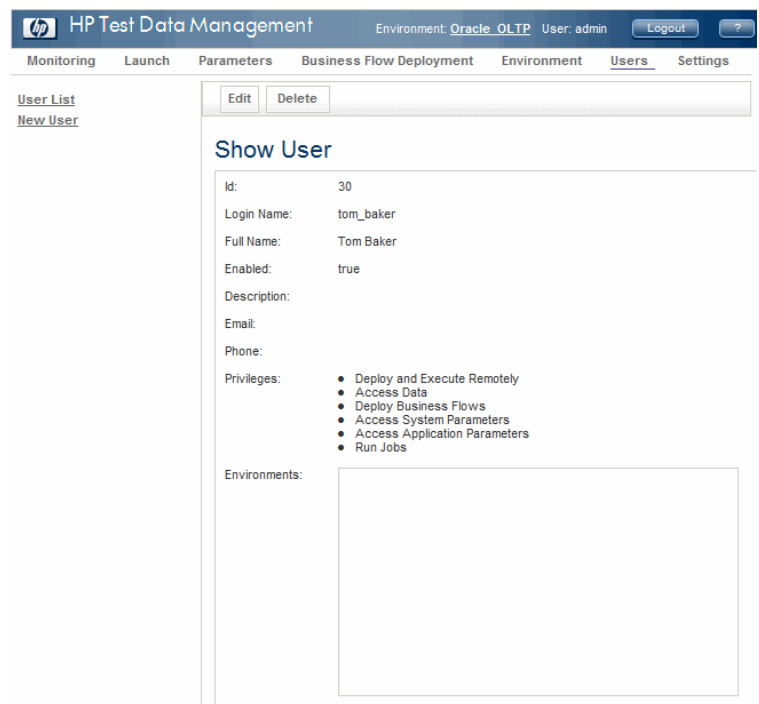 hp HP Test Data Management Environment: Oracle_OLTP User: admin Logout ?
Monitoring Launch Parameters Business Flow Deployment Environment Users Settings
User List
New User
Edit Delete
Show User
Id: 30
Login Name: tom_baker
Full Name: Tom Baker
Enabled: true
Description:
Email:
Phone:
Privileges: • Deploy and Execute Remotely
• Access Data
• Deploy Business Flows
• Access System Parameters
• Access Application Parameters
• Run Jobs
Environments: